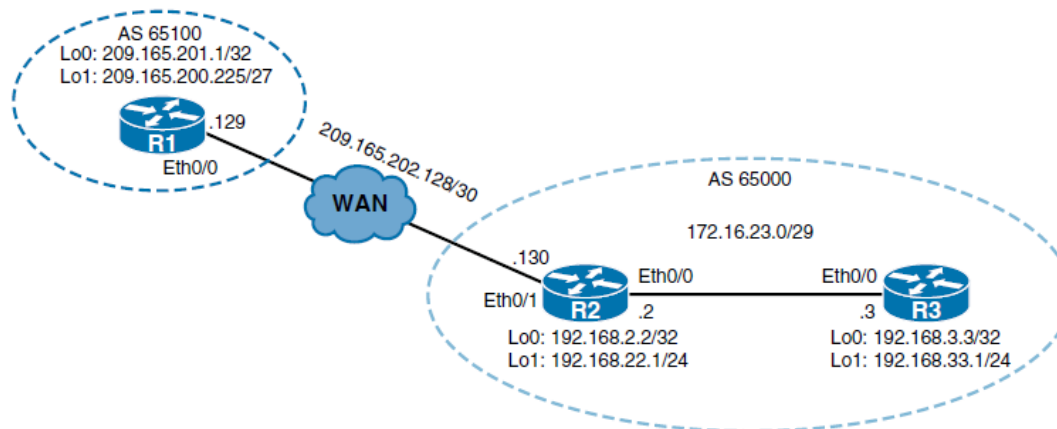 AS 65100
Lo0: 209.165.201.1/32
Lo1: 209.165.200.225/27
R1
.129
Eth0/0
209.165.202.128/30
WAN
AS 65000
172.16.23.0/29
.130
Eth0/1
R2
Eth0/0
.2
Eth0/0
.3
R3
Lo0: 192.168.2.2/32
Lo1: 192.168.22.1/24
Lo0: 192.168.3.3/32
Lo1: 192.168.33.1/24